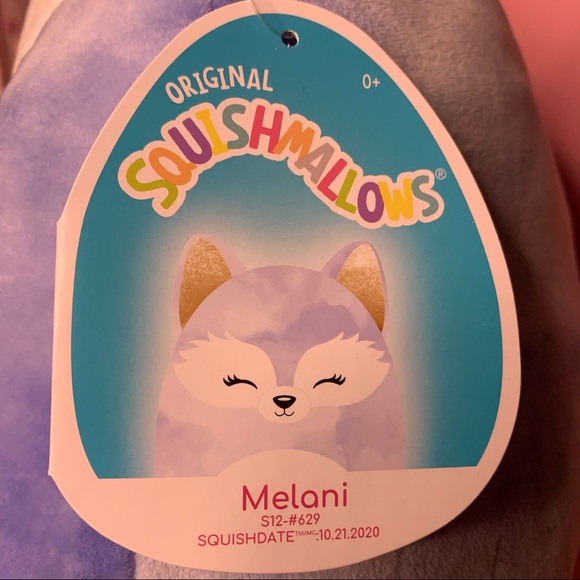 ORIGINAL
0+
SQUISHMALLOWS®
Melani
S12-#629
SQUISHDATE™/MC:10.21.2020